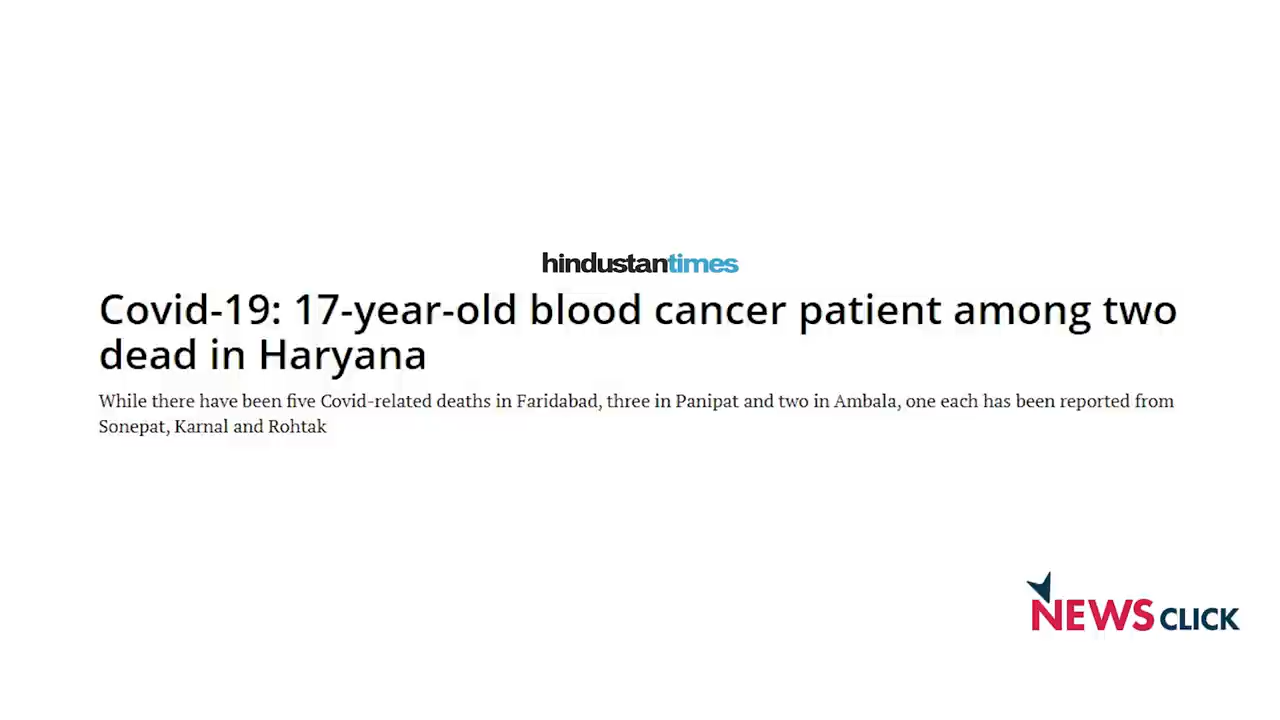 hindustantimes
Covid-19: 17-year-old blood cancer patient among two
dead in Haryana
While there have been five Covid-related deaths in Faridabad, three in Panipat and two in Ambala, one each has been reported from
Sonepat, Karnal and Rohtak
NEWSCLICK